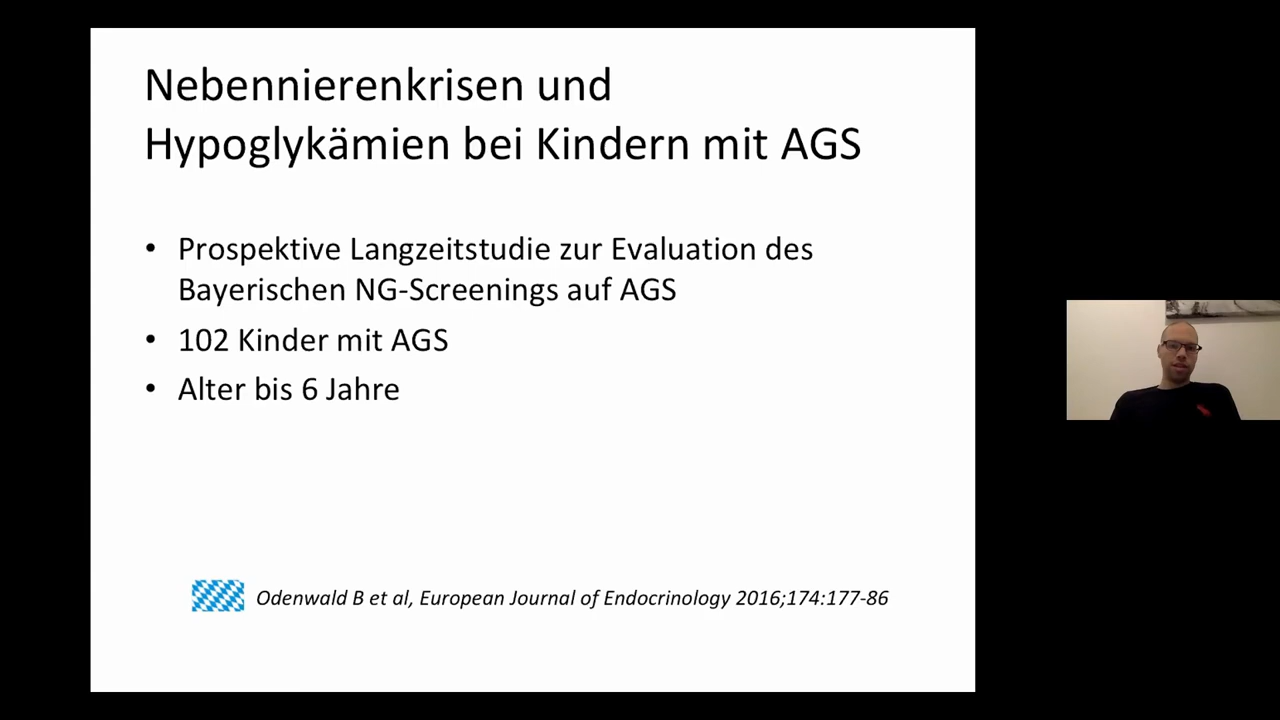 Nebennierenkrisen und
Hypoglykämien bei Kindern mit AGS
• Prospektive Langzeitstudie zur Evaluation des
Bayerischen NG-Screenings auf AGS
• 102 Kinder mit AGS
• Alter bis 6 Jahre
Odenwald B et al, European Journal of Endocrinology 2016;174:177-86